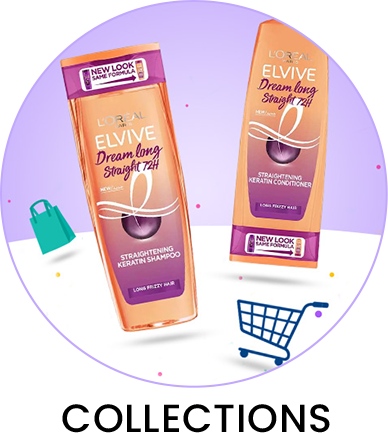 NEW LOOK
SAME FORMULA
L'ORÉAL
PARIS
ELVIVE
Dream long
Straight 72H
STRAIGHTENING
KERATIN SHAMPOO
LONG FRIZZY HAIR
L'ORÉAL
ELVIVE
Dream long
Straight 72H
STRAIGHTENING
KERATIN CONDITIONER
LONG FRIZZY HAIR
NEW LOOK
SAME FORMULA
COLLECTIONS